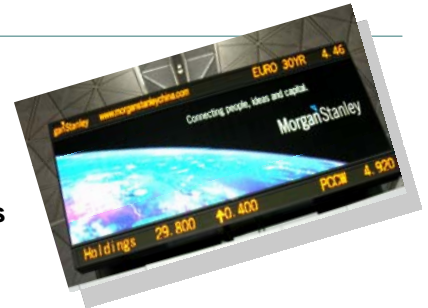 ganStanley www.morganstanleychina.com EURO 30YR 4.46
Connecting people, ideas and capital.
MorganStanley
s
Holdings 29.800 ↑0.400 PCCW 4.920